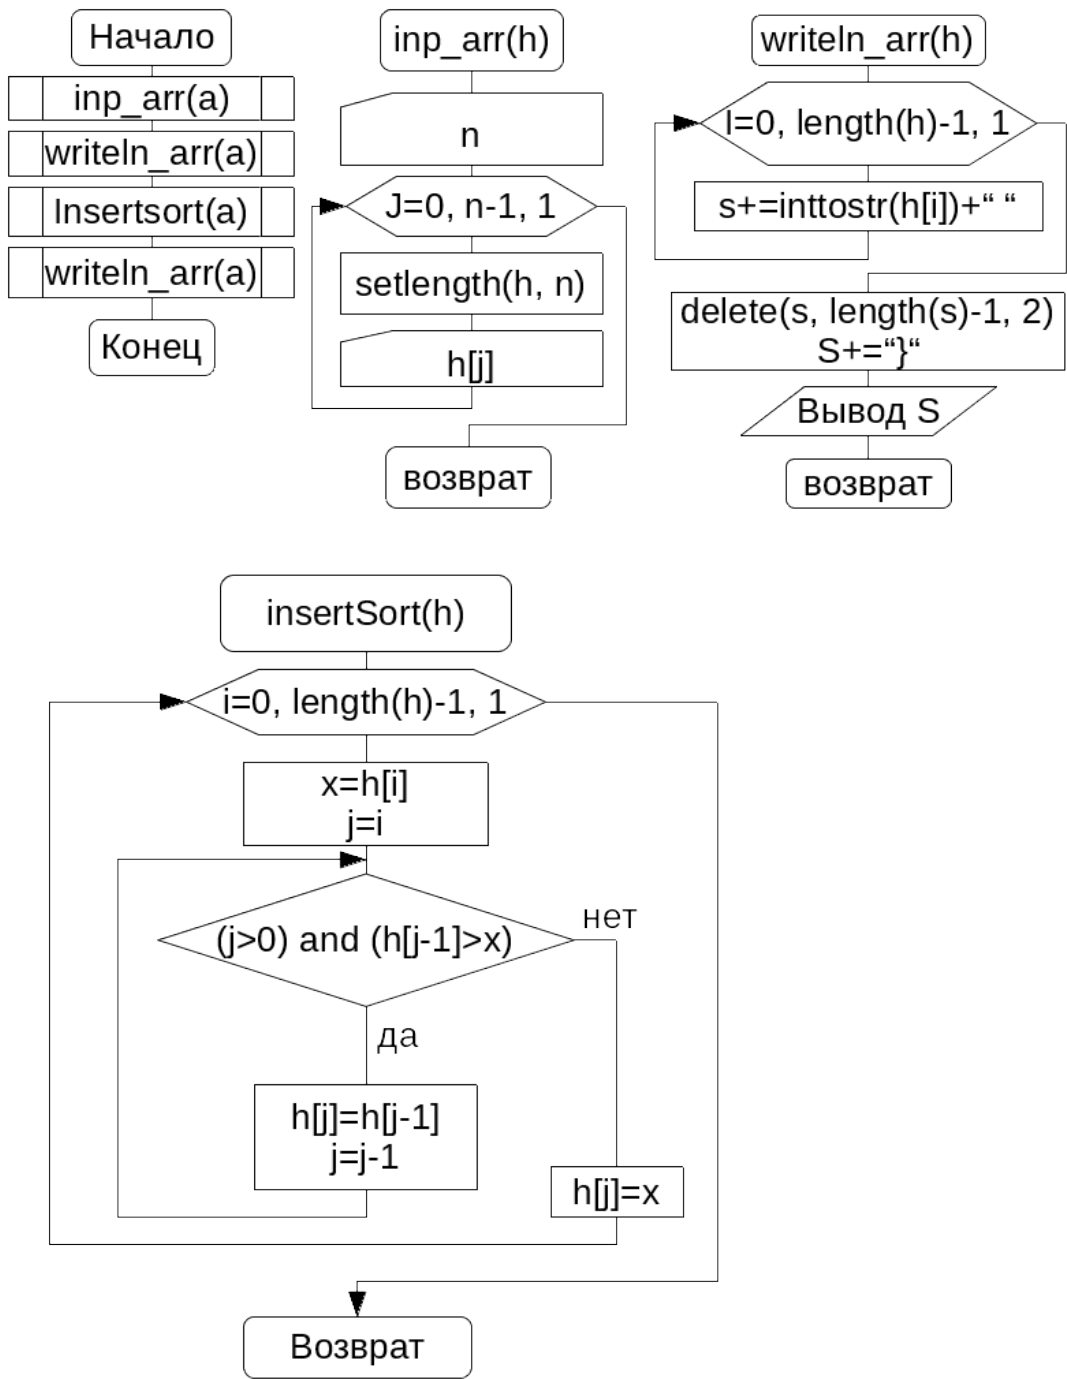 Начало
inp_arr(a)
writeln_arr(a)
Insertsort(a)
writeln_arr(a)
Конец
inp_arr(h)
n
J=0, n-1, 1
setlength(h, n)
h[j]
возврат
writeln_arr(h)
I=0, length(h)-1, 1
s+=inttostr(h[i])+“ “
delete(s, length(s)-1, 2)
S+=“}“
Вывод S
возврат
insertSort(h)
i=0, length(h)-1, 1
x=h[i]
j=i
(j>0) and (h[j-1]>x)
нет
да
h[j]=h[j-1]
j=j-1
h[j]=x
Возврат